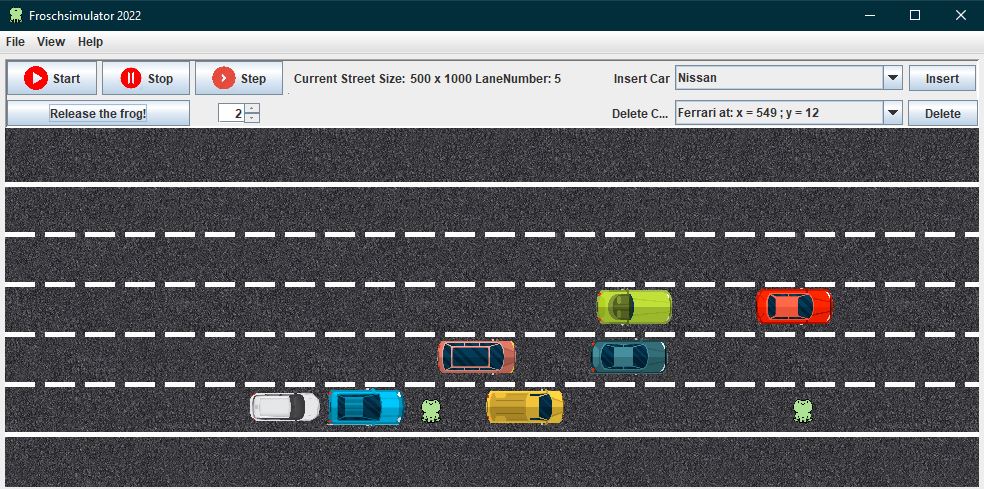 Froschsimulator 2022
File View Help
Start Stop Step Current Street Size: 500 x 1000 LaneNumber: 5 Insert Car Nissan Insert
Release the frog! 2 Delete C... Ferrari at: x = 549 ; y = 12 Delete